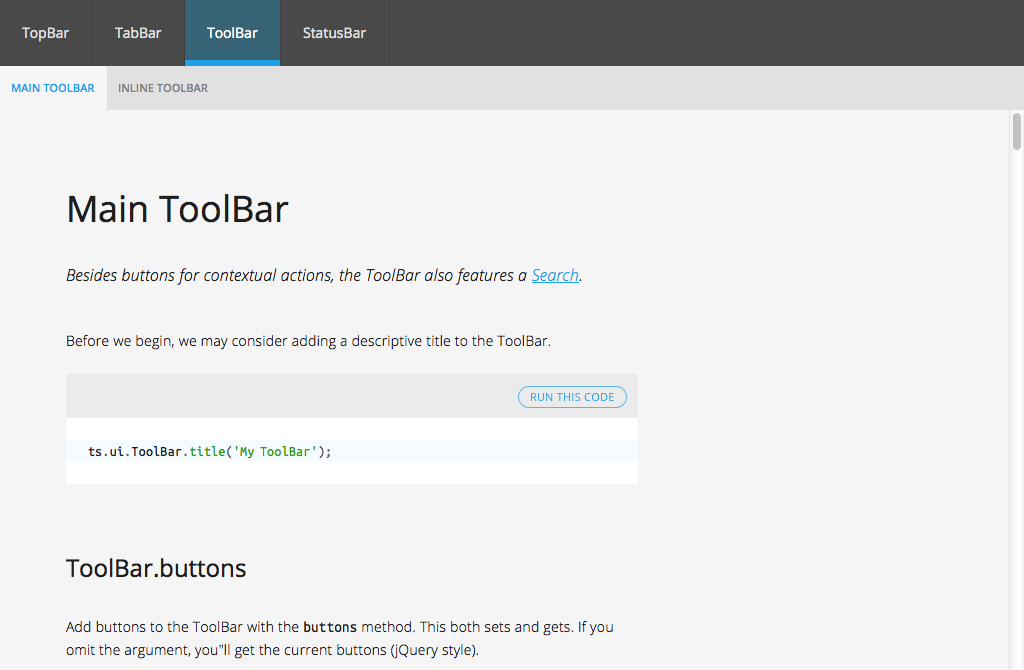 TopBar TabBar ToolBar StatusBar
MAIN TOOLBAR INLINE TOOLBAR
Main ToolBar
Besides buttons for contextual actions, the ToolBar also features a Search.
Before we begin, we may consider adding a descriptive title to the ToolBar.
RUN THIS CODE
ts.ui.ToolBar.title('My ToolBar');
ToolBar.buttons
Add buttons to the ToolBar with the buttons method. This both sets and gets. If you
omit the argument, you"ll get the current buttons (jQuery style).